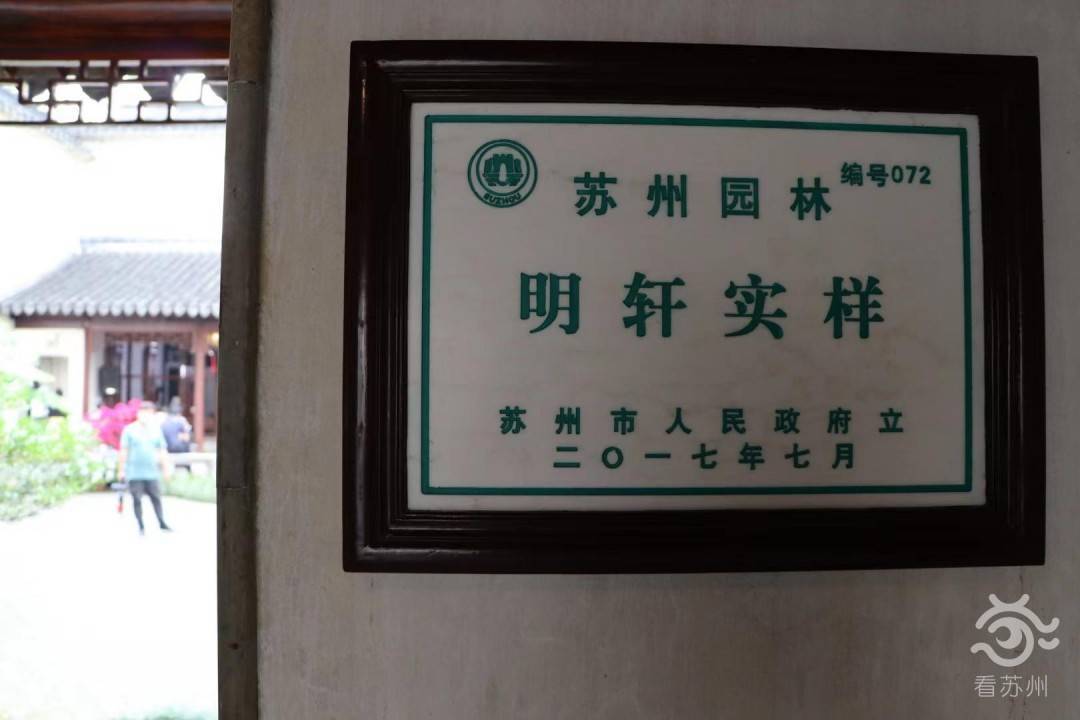 SUZHOU
苏州园林
编号072
明轩实样
苏州市人民政府立
二〇一七年七月
看苏州